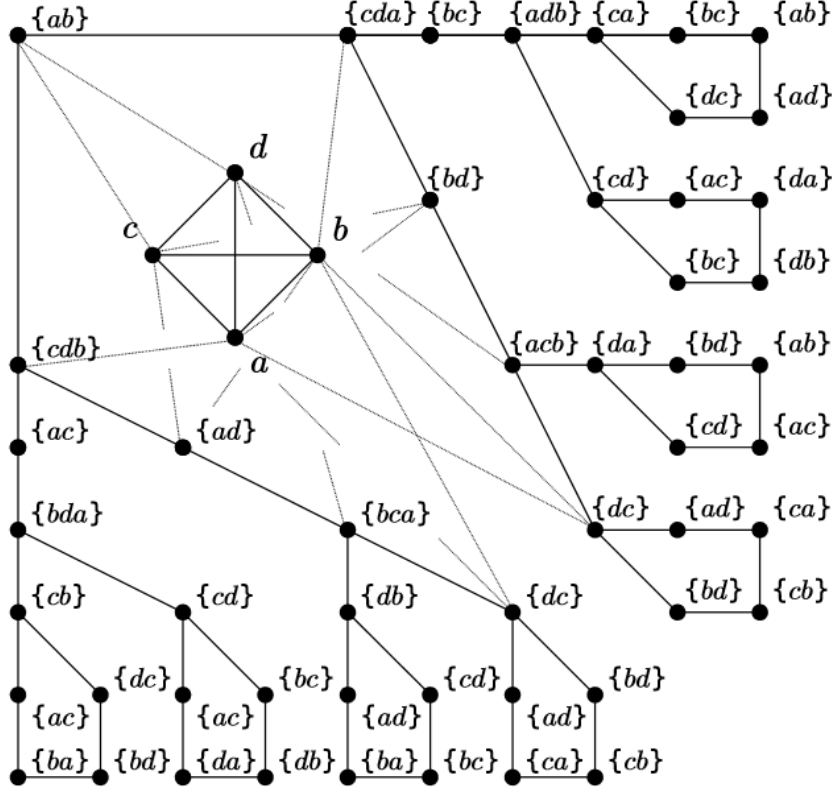 {ab} {cda} {bc} {adb} {ca} {bc} {ab}
{dc} {ad}
d
{bd} {cd} {ac} {da}
c b
{bc} {db}
{cdb} a {acb} {da} {bd} {ab}
{ac} {ad} {cd} {ac}
{bda} {bca} {dc} {ad} {ca}
{cb} {cd} {db} {dc} {bd} {cb}
{dc} {bc} {cd} {bd}
{ac} {ac} {ad} {ad}
{ba} {bd} {da} {db} {ba} {bc} {ca} {cb}